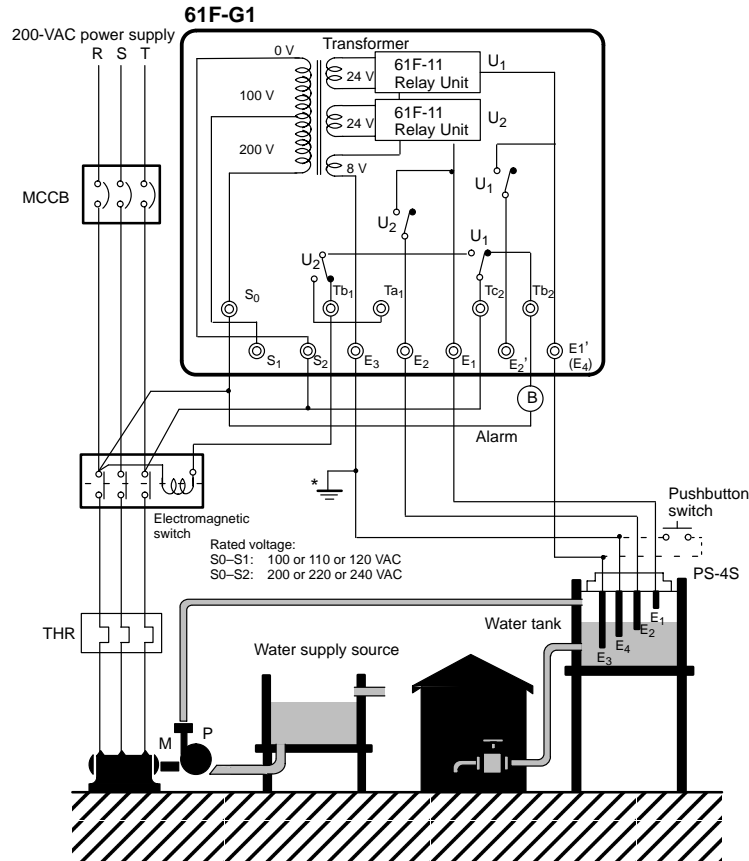 61F-G1
200-VAC power supply
R S T
0 V
Transformer
61F-11
Relay Unit
U1
24 V
100 V
61F-11
Relay Unit
U2
24 V
200 V
8 V
MCCB
U1
U2
U1
U2
S0
Tb1
Ta1
Tc2
Tb2
S1
S2
E3
E2
E1
E2'
E1'
(E4)
B
Alarm
*
Pushbutton
switch
Electromagnetic
switch
Rated voltage:
S0–S1: 100 or 110 or 120 VAC
S0–S2: 200 or 220 or 240 VAC
PS-4S
THR
Water tank
E1
E2
E4
E3
Water supply source
M P